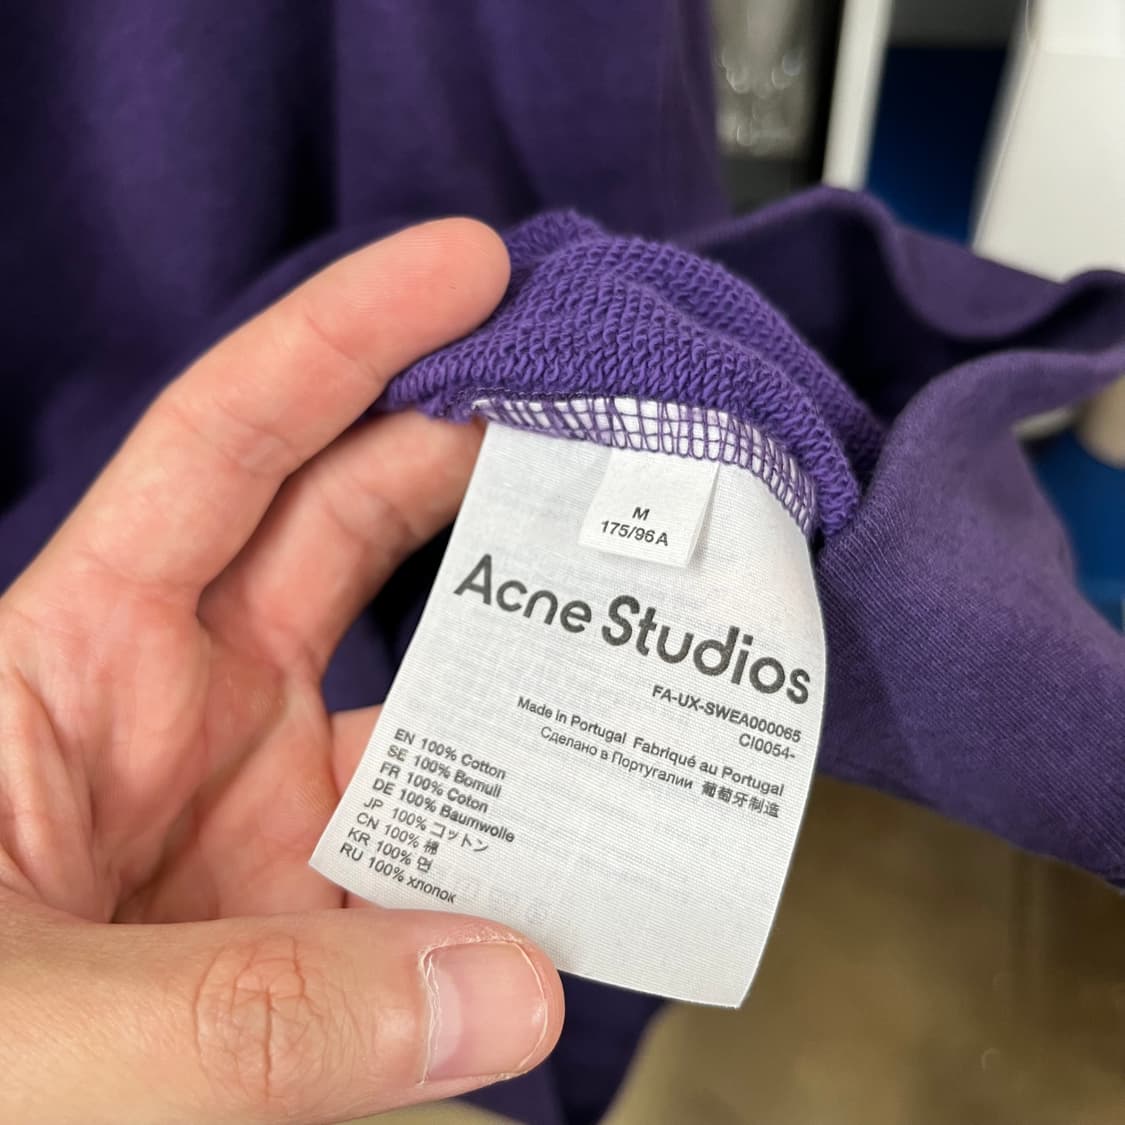 M
175/96A
Acne Studios
FA-UX-SWEA000065
CI0054-
Made in Portugal Fabriqué au Portugal
Сделано в Португалии 葡萄牙制造
EN 100% Cotton
SE 100% Bomull
FR 100% Coton
DE 100% Baumwolle
JP 100% コットン
CN 100% 棉
KR 100% 면
RU 100% хлопок